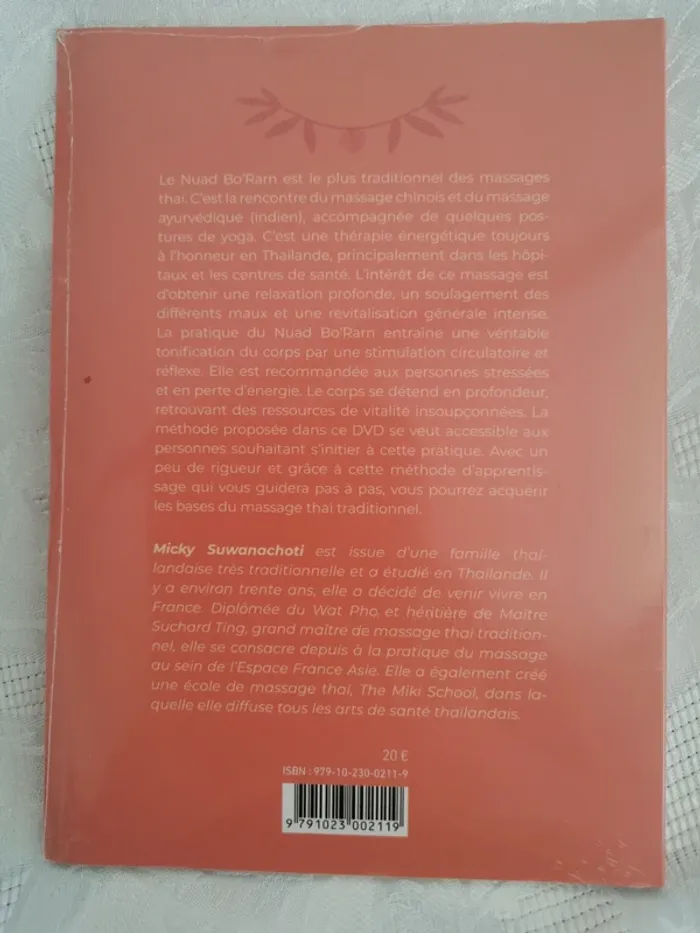 Le Nuad Bo'Rarn est le plus traditionnel des massages
thaï. C'est la rencontre du massage chinois et du massage
ayurvédique (indien), accompagnée de quelques pos-
tures de yoga. C'est une thérapie énergétique toujours
à l'honneur en Thaïlande, principalement dans les hôpi-
taux et les centres de santé. L'intérêt de ce massage est
d'obtenir une relaxation profonde, un soulagement des
différents maux et une revitalisation générale intense.
La pratique du Nuad Bo'Rarn entraîne une véritable
tonification du corps par une stimulation circulatoire et
réflexe. Elle est recommandée aux personnes stressées
et en perte d'énergie. Le corps se détend en profondeur,
retrouvant des ressources de vitalité insoupçonnées. La
méthode proposée dans ce DVD se veut accessible aux
personnes souhaitant s'initier à cette pratique. Avec un
peu de rigueur et grâce à cette méthode d'apprentis-
sage qui vous guidera pas à pas, vous pourrez acquérir
les bases du massage thaï traditionnel.
Micky Suwanachoti est issue d'une famille thaï-
landaise très traditionnelle et a étudié en Thaïlande. Il
y a environ trente ans, elle a décidé de venir vivre en
France. Diplômée du Wat Pho, et héritière de Maître
Suchard Ting, grand maître de massage thaï tradition-
nel, elle se consacre depuis à la pratique du massage
au sein de l'Espace France Asie. Elle a également créé
une école de massage thaï, The Miki School, dans la-
quelle elle diffuse tous les arts de santé thaïlandais.
20 €
ISBN : 979-10-230-0211-9
9 791023 002119